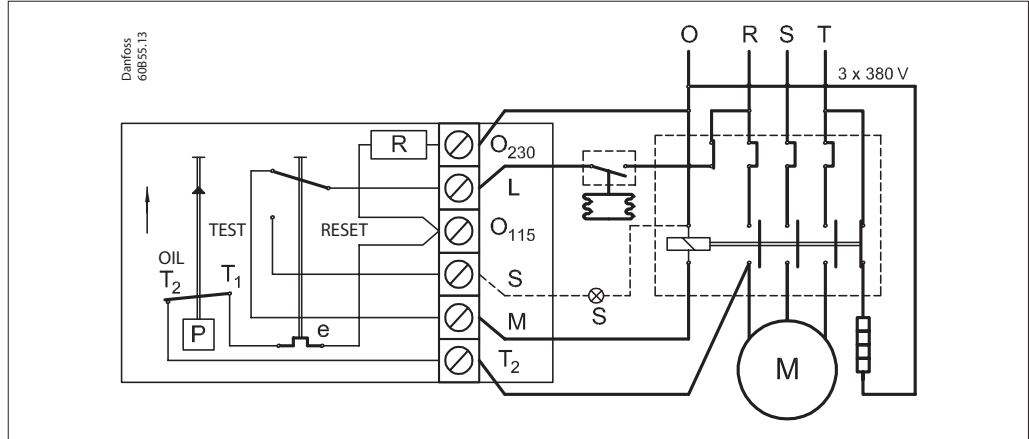 Danfoss
60B55.13
O R S T
3 x 380 V
R
O230
L
TEST RESET
O115
OIL
T2 T1
S
S
P
e
M
T2
M